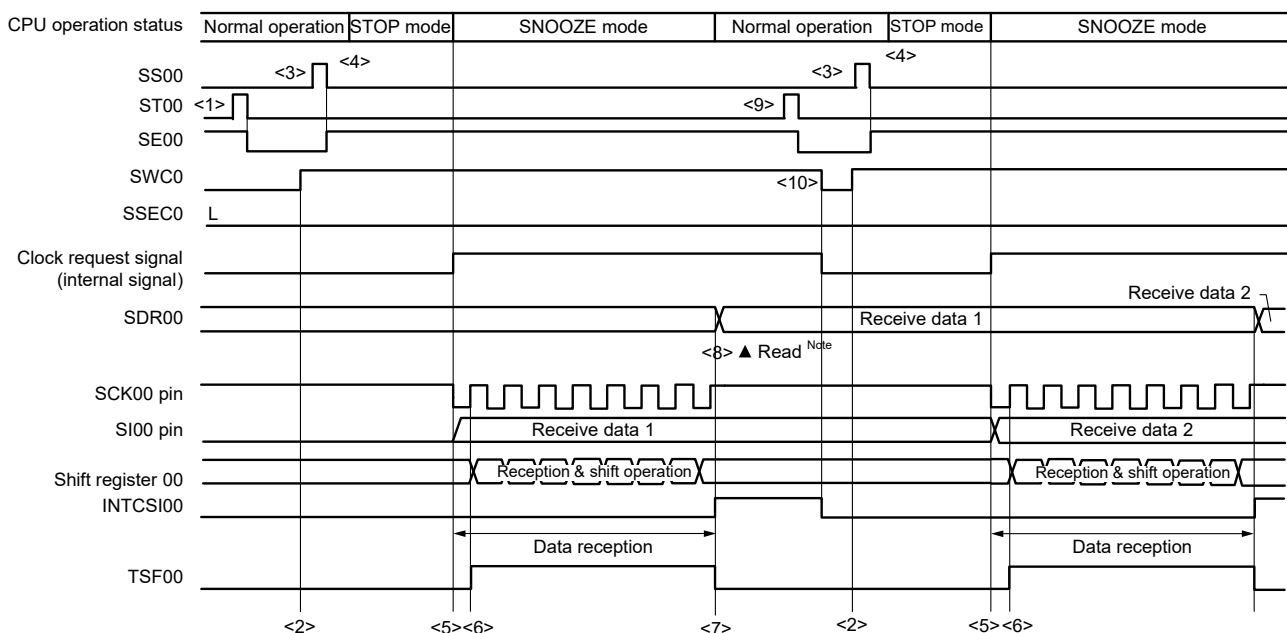 CPU operation status Normal operation STOP mode SNOOZE mode Normal operation STOP mode SNOOZE mode
<4> <4>
SS00 <3> <3>
ST00 <1> <9>
SE00
SWC0 <10>
SSEC0 L
Clock request signal
(internal signal)
Receive data 2
SDR00 Receive data 1
<8> ▲ Read Note
SCK00 pin
SI00 pin Receive data 1 Receive data 2
Shift register 00 Reception & shift operation Reception & shift operation
INTCSI00
Data reception Data reception
TSF00
<2> <5><6> <7> <2> <5><6>